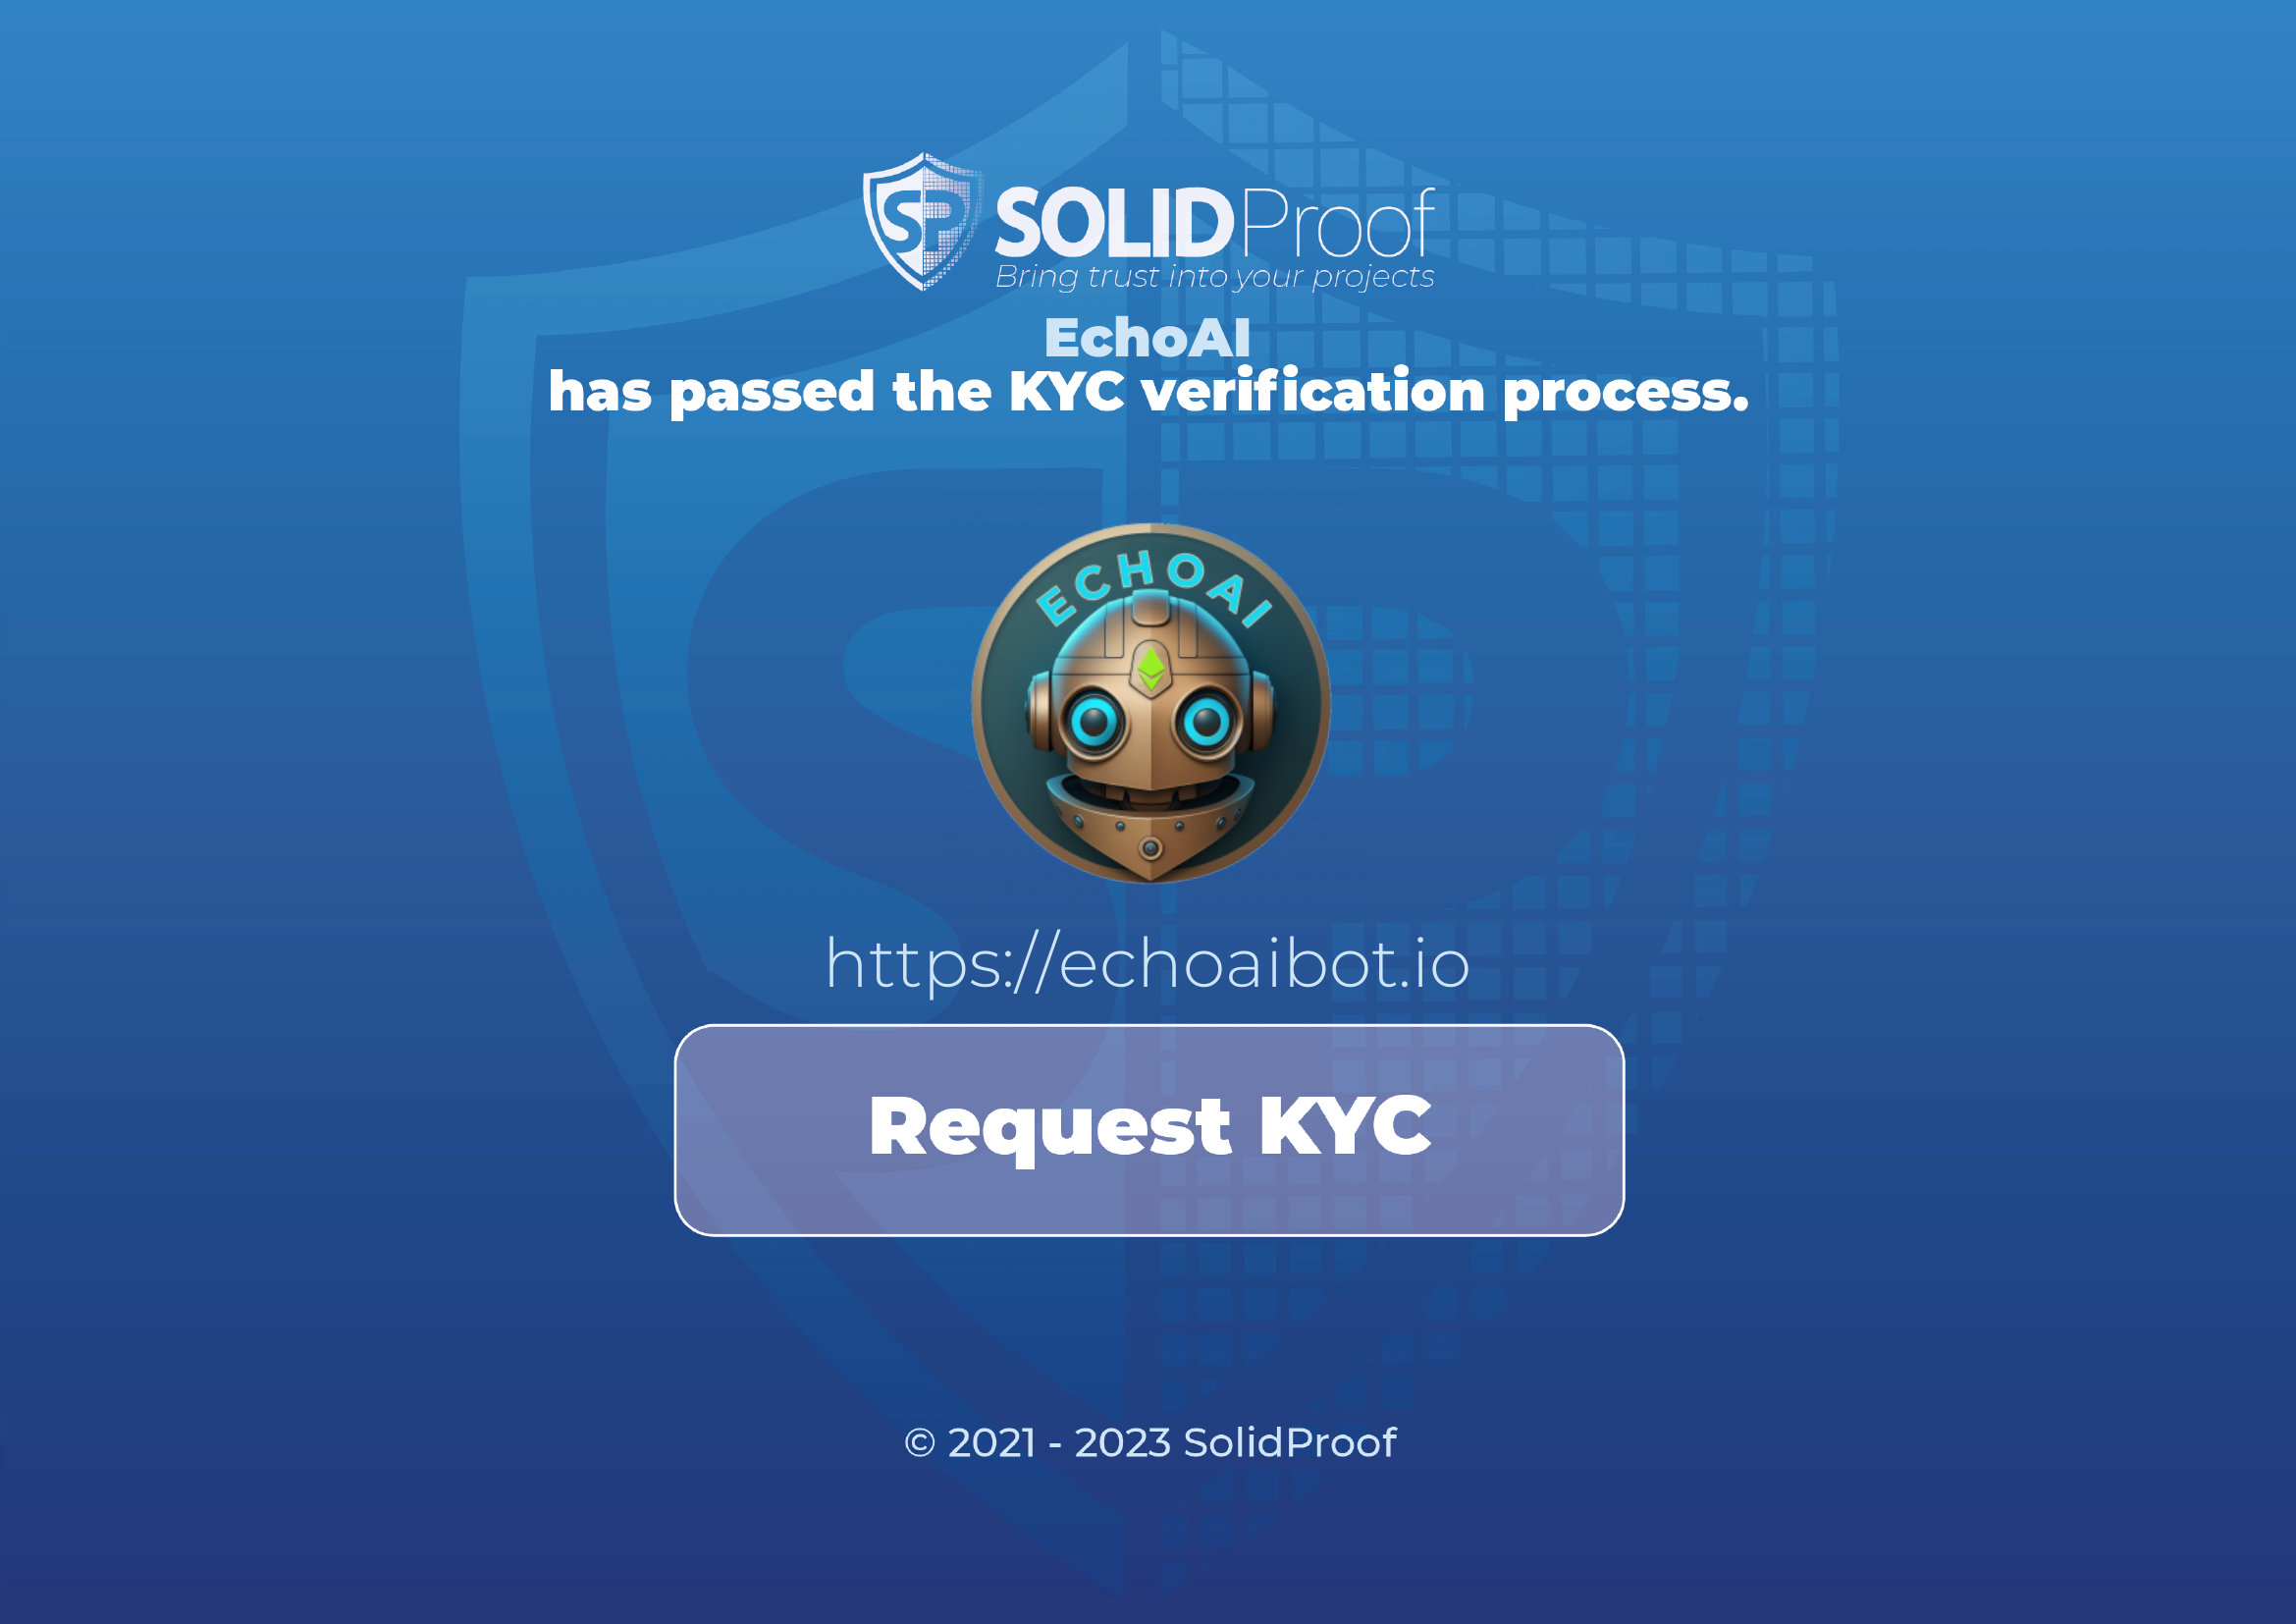 SP
SOLIDProof
Bring trust into your projects
EchoAI
has passed the KYC verification process.
ECHOAI
https://echoaibot.io
Request KYC
© 2021 - 2023 SolidProof